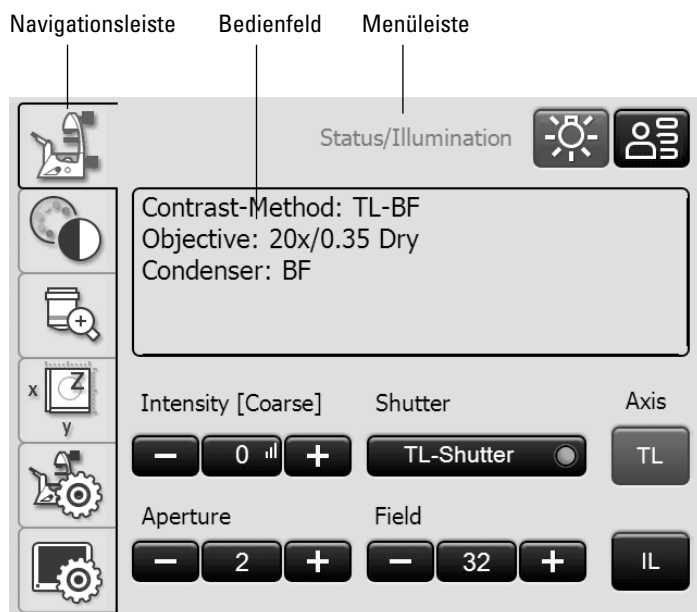 Navigationsleiste Bedienfeld Menüleiste
Status/Illumination
Contrast-Method: TL-BF
Objective: 20x/0.35 Dry
Condenser: BF
x Z
y
Intensity [Coarse] Shutter Axis
− 0 + TL-Shutter TL
Aperture Field
− 2 + − 32 + IL